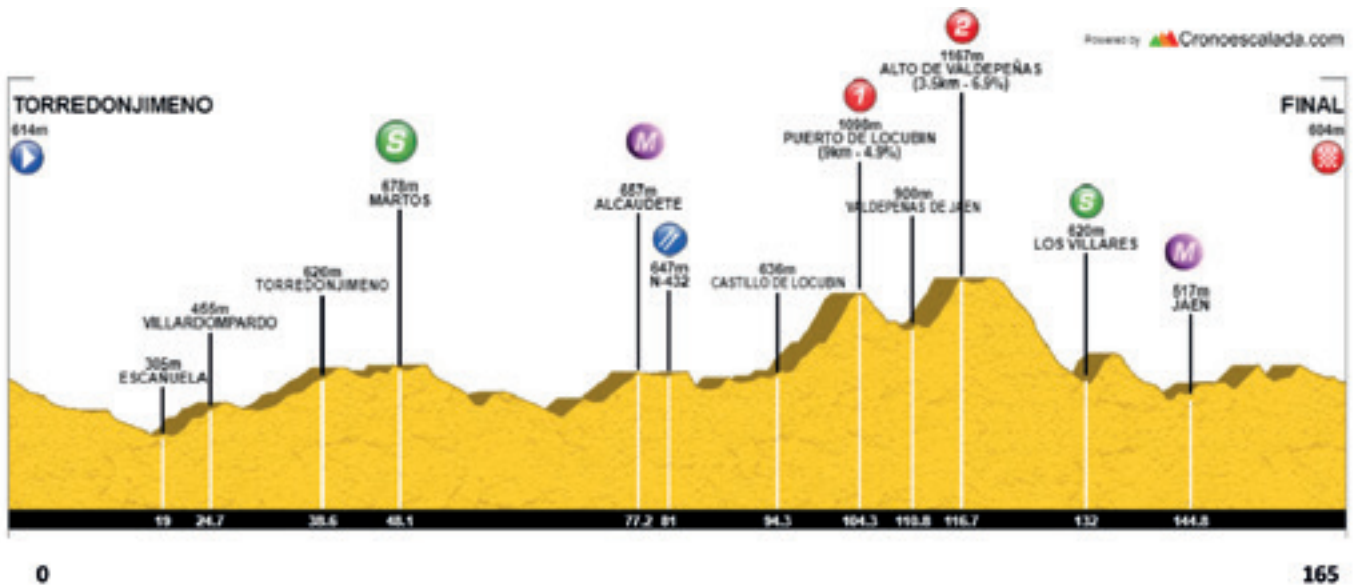 Powered by Cronoescalada.com
TORREDONJIMENO
614m
FINAL
604m
305m
ESCAÑUELA
455m
VILLARDOMPARDO
626m
TORREDONJIMENO
S
678m
MARTOS
M
657m
ALCAUDETE
647m
N-432
636m
CASTILLO DE LOCUBIN
1
1098m
PUERTO DE LOCUBIN
(9km - 4.9%)
900m
VALDEPEÑAS DE JAEN
2
1167m
ALTO DE VALDEPEÑAS
(3.5km - 6.9%)
S
620m
LOS VILLARES
M
517m
JAEN
19 24.7 38.6 48.1 77.2 81 94.3 104.3 110.8 116.7 132 144.8
0 165